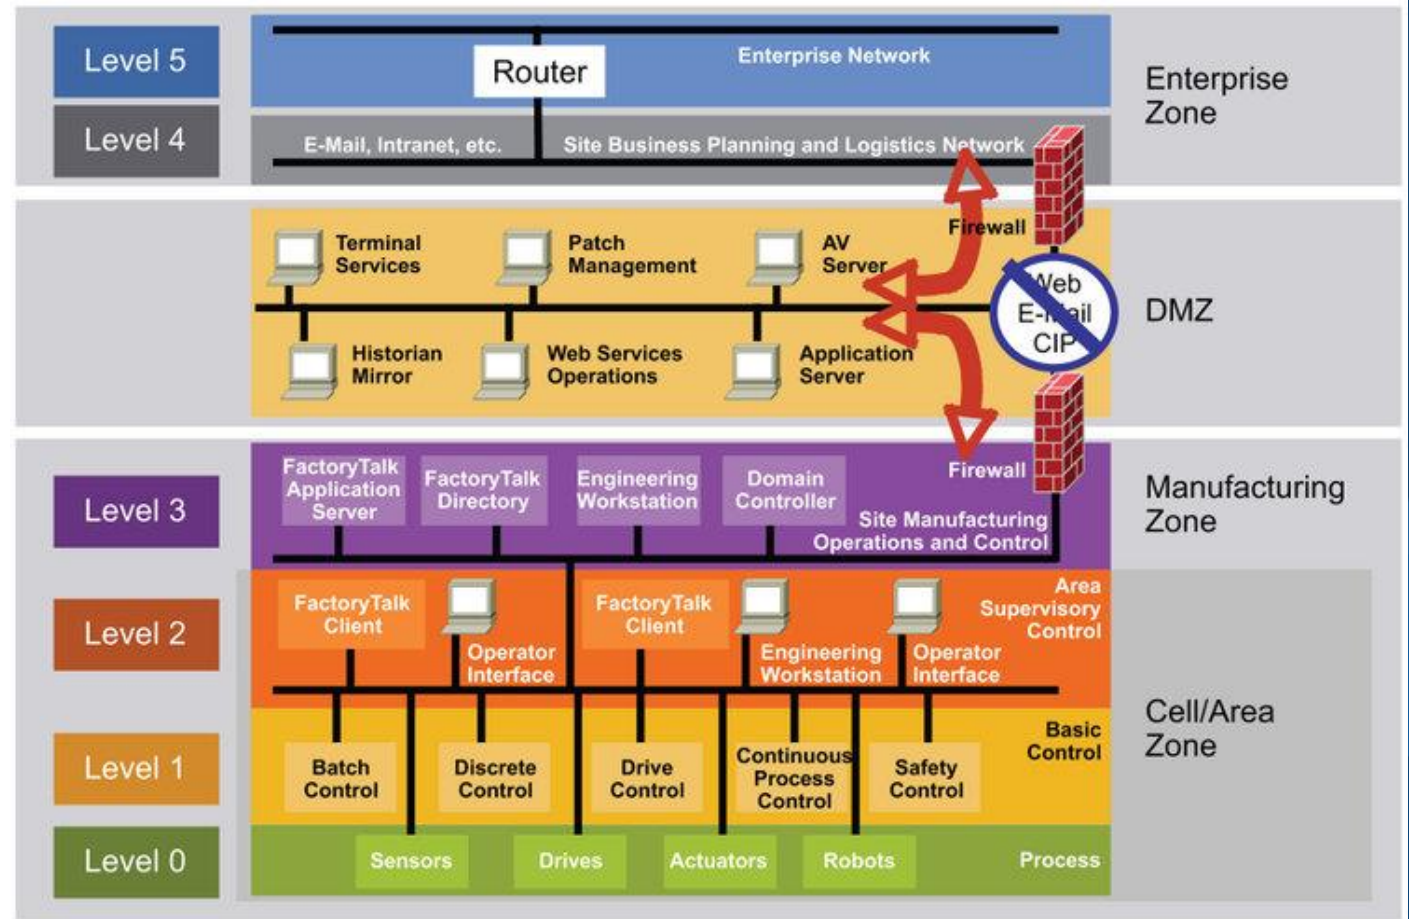 Level 5
Enterprise Network
Router
Enterprise
Zone
Level 4
E-Mail, Intranet, etc.
Site Business Planning and Logistics Network
Firewall
Terminal
Services
Patch
Management
AV
Server
Web
E-Mail
CIP
DMZ
Historian
Mirror
Web Services
Operations
Application
Server
Level 3
FactoryTalk
Application
Server
FactoryTalk
Directory
Engineering
Workstation
Domain
Controller
Firewall
Site Manufacturing
Operations and Control
Manufacturing
Zone
Level 2
FactoryTalk
Client
Operator
Interface
FactoryTalk
Client
Engineering
Workstation
Operator
Interface
Area
Supervisory
Control
Cell/Area
Zone
Level 1
Batch
Control
Discrete
Control
Drive
Control
Continuous
Process
Control
Safety
Control
Basic
Control
Level 0
Sensors
Drives
Actuators
Robots
Process